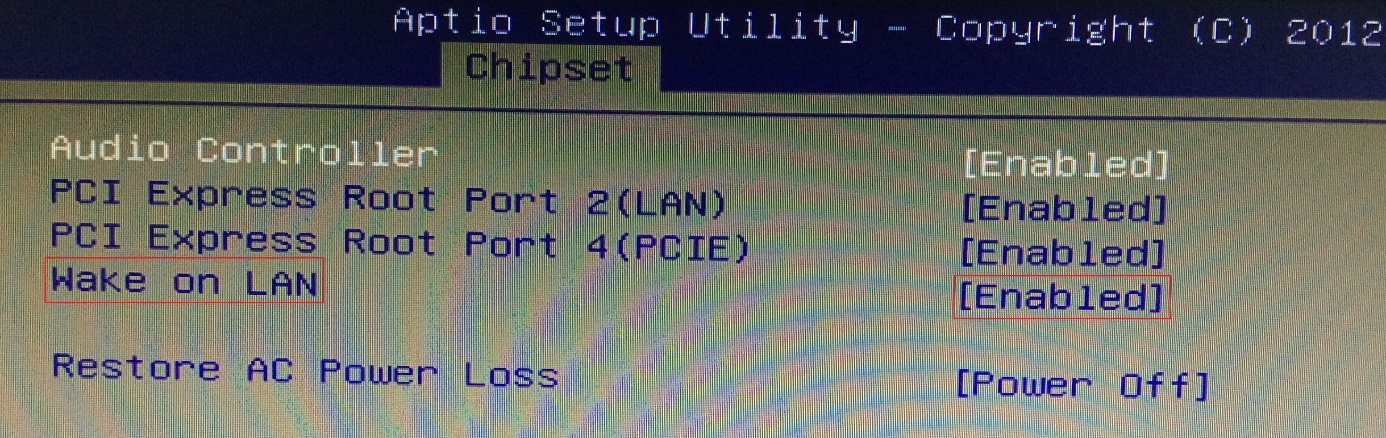 Aptio Setup Utility - Copyright (C) 2012
Chipset
Audio Controller [Enabled]
PCI Express Root Port 2(LAN) [Enabled]
PCI Express Root Port 4(PCIE) [Enabled]
Wake on LAN [Enabled]
Restore AC Power Loss [Power Off]